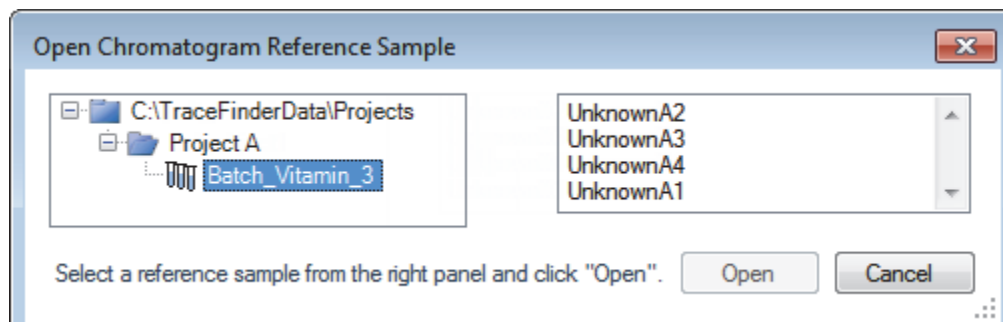 Open Chromatogram Reference Sample
C:\TraceFinderData\Projects
Project A
Batch_Vitamin_3
UnknownA2
UnknownA3
UnknownA4
UnknownA1
Select a reference sample from the right panel and click "Open".
Open
Cancel